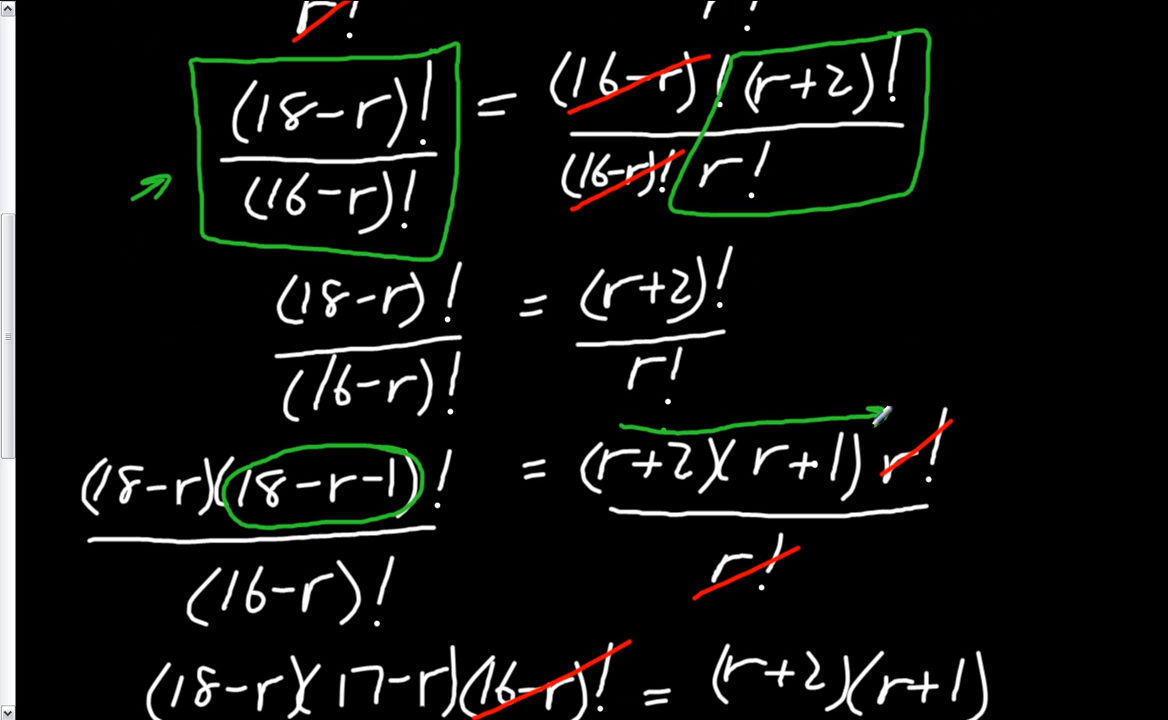 r! r!
(18-r)! / (16-r)! = (16-r)! (r+2)! / (16-r)! r!
(18-r)! / (16-r)! = (r+2)! / r!
(18-r)(18-r-1)! / (16-r)! = (r+2)(r+1) r! / r!
(18-r)(17-r)(16-r)! = (r+2)(r+1)